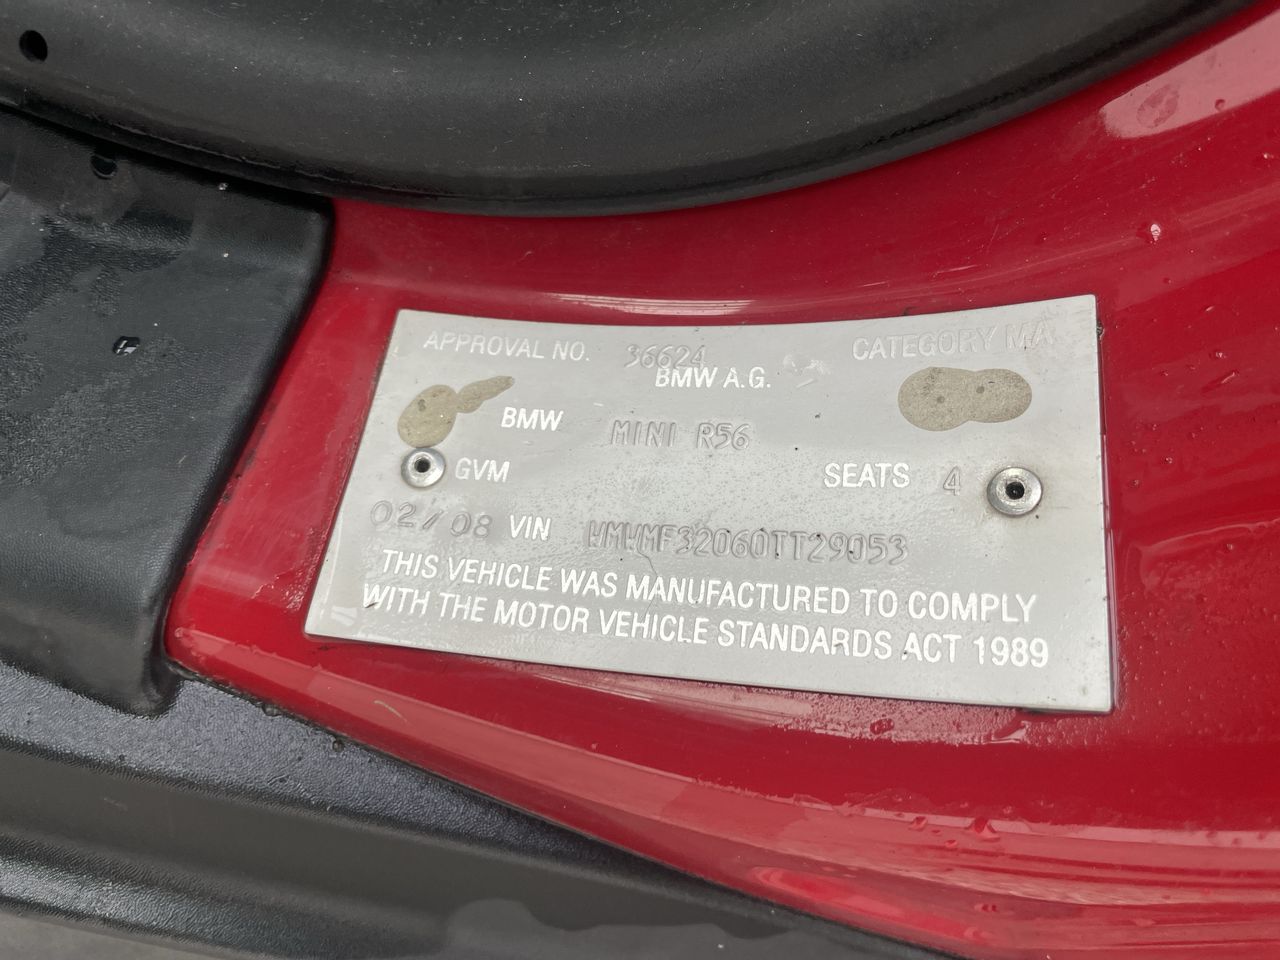 APPROVAL NO. 36624 CATEGORY MA
BMW A.G.
BMW MINI R56
GVM SEATS 4
02/08 VIN WMWMF32060TT29053
THIS VEHICLE WAS MANUFACTURED TO COMPLY
WITH THE MOTOR VEHICLE STANDARDS ACT 1989